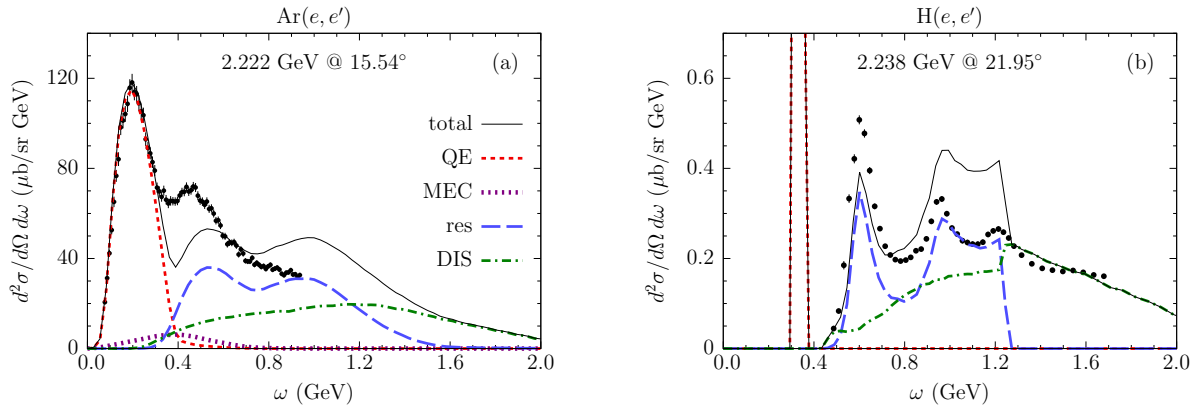 Ar(e, e′)
2.222 GeV @ 15.54°
(a)
total
QE
MEC
res
DIS
d²σ/dΩ dω (μb/sr GeV)
0
40
80
120
0.0
0.4
0.8
1.2
1.6
2.0
ω (GeV)
H(e, e′)
2.238 GeV @ 21.95°
(b)
d²σ/dΩ dω (μb/sr GeV)
0
0.2
0.4
0.6
0.0
0.4
0.8
1.2
1.6
2.0
ω (GeV)